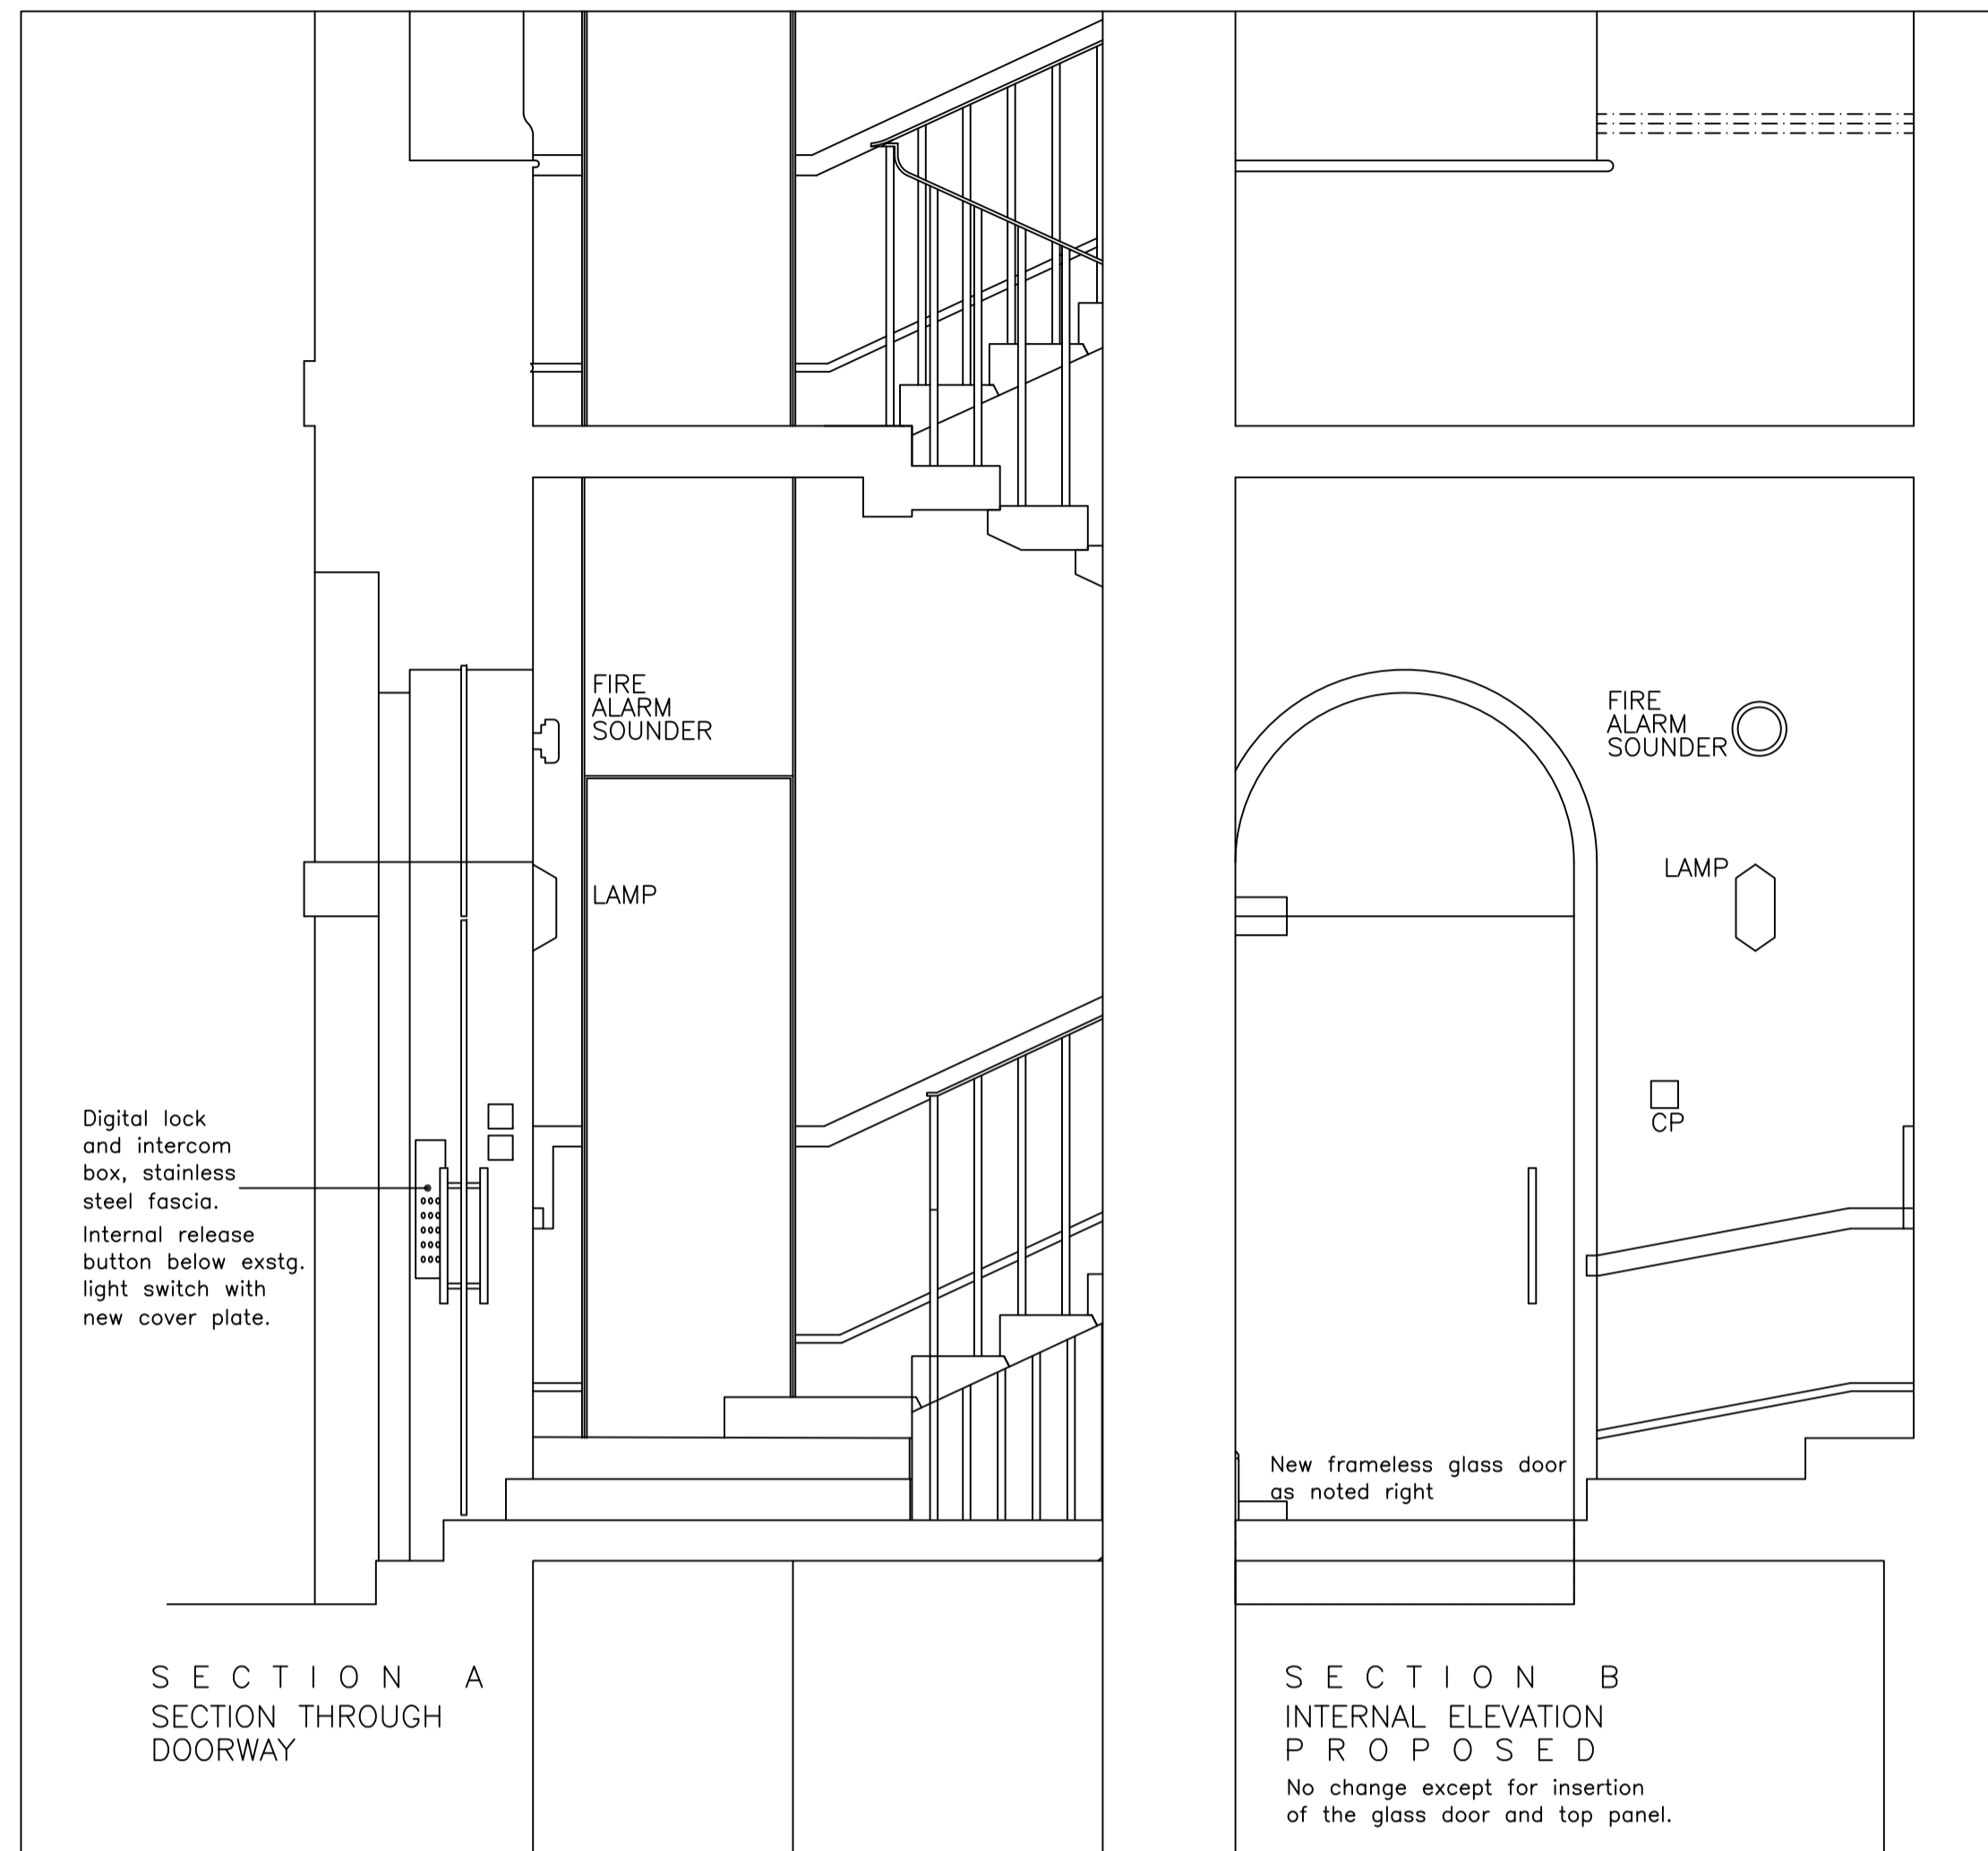 FIRE
ALARM
SOUNDER
LAMP
Digital lock
and intercom
box, stainless
steel fascia.
Internal release
button below exstg.
light switch with
new cover plate.
SECTION A
SECTION THROUGH
DOORWAY
FIRE
ALARM
SOUNDER
LAMP
CP
New frameless glass door
as noted right
SECTION B
INTERNAL ELEVATION
PROPOSED
No change except for insertion
of the glass door and top panel.